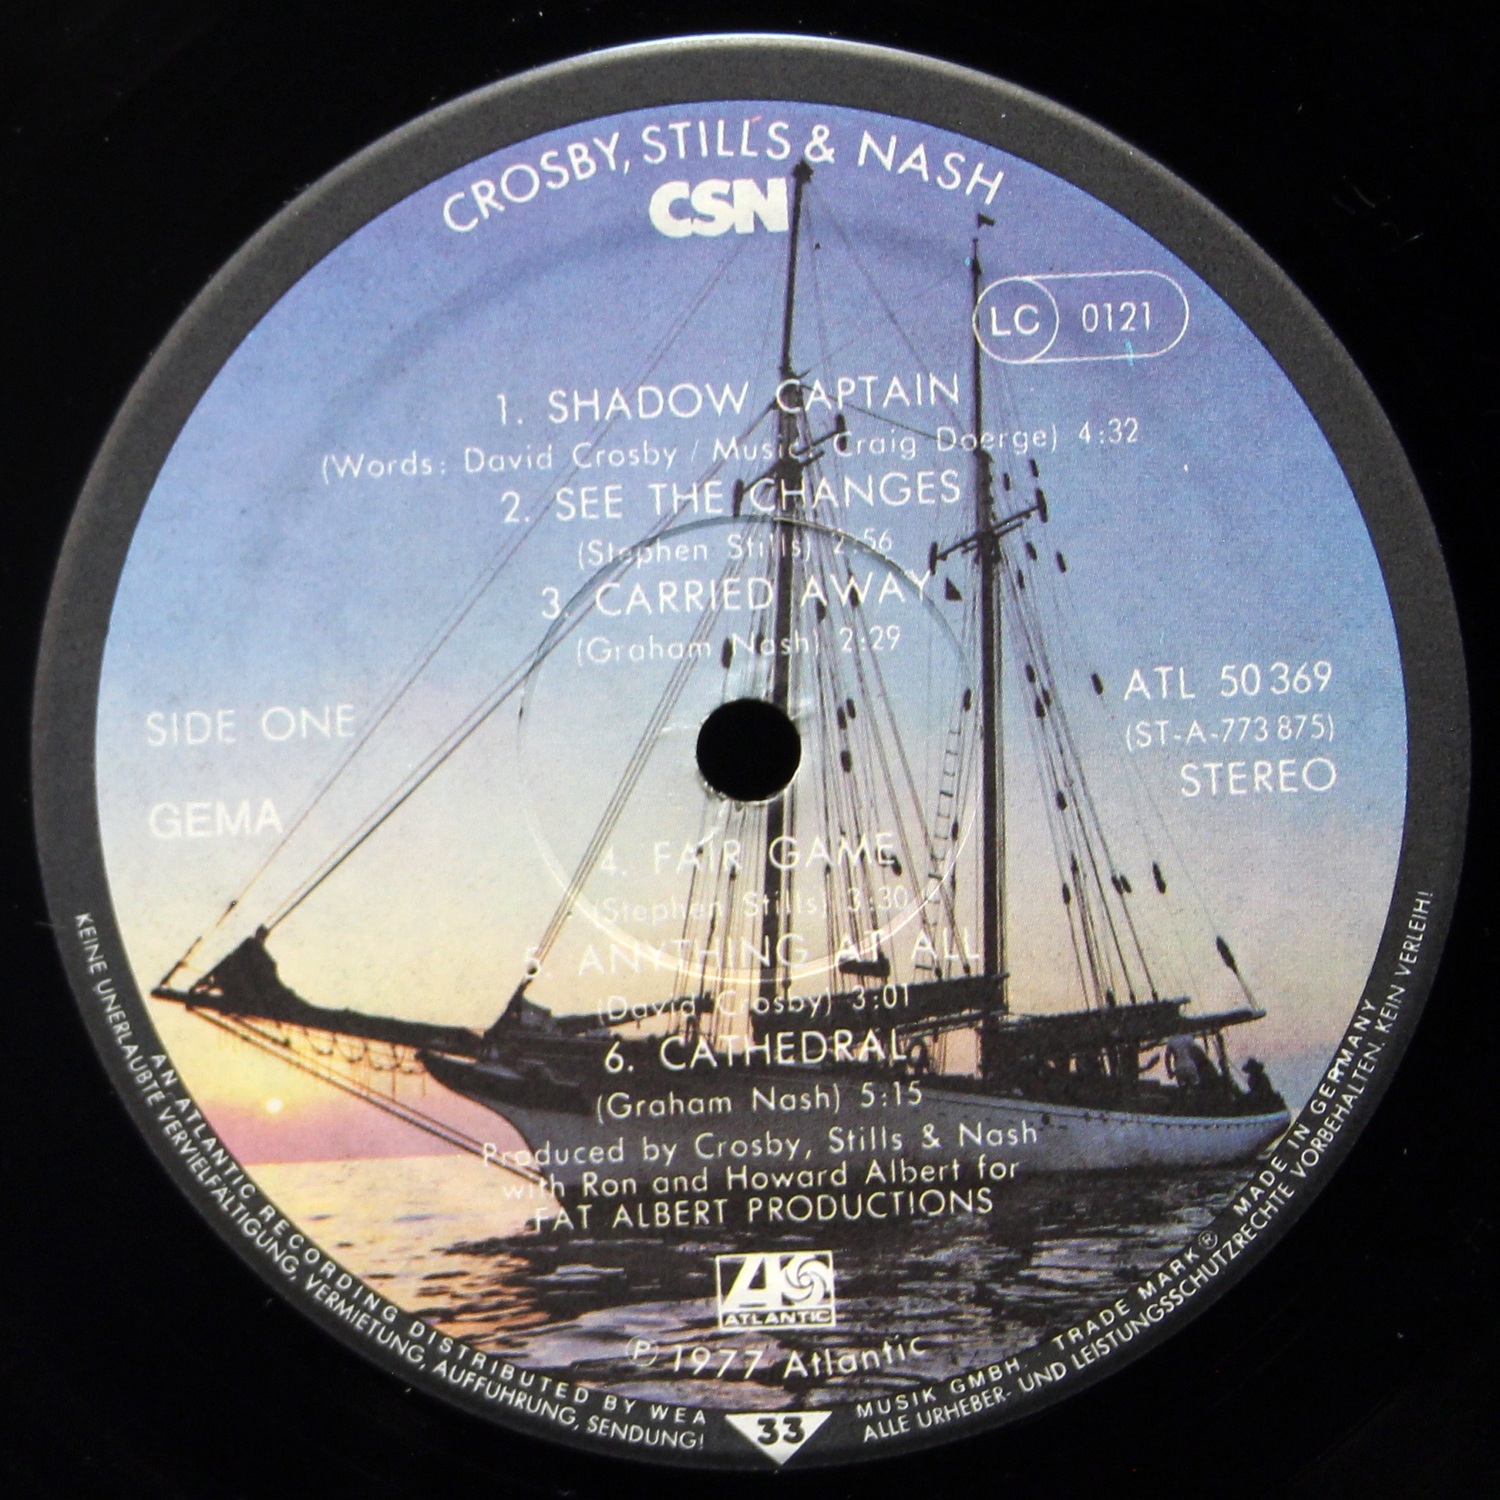 CROSBY, STILLS & NASH
CSN
LC 0121
1. SHADOW CAPTAIN
(Words: David Crosby / Music: Craig Doerge) 4:32
2. SEE THE CHANGES
(Stephen Stills) 2:56
3. CARRIED AWAY
(Graham Nash) 2:29
SIDE ONE
GEMA
ATL 50 369
(ST-A-773 875)
STEREO
4. FAIR GAME
(Stephen Stills) 3:30
5. ANYTHING AT ALL
(David Crosby) 3:01
6. CATHEDRAL
(Graham Nash) 5:15
Produced by Crosby, Stills & Nash
with Ron and Howard Albert for
FAT ALBERT PRODUCTIONS
ATLANTIC
℗ 1977 Atlantic
AN ATLANTIC RECORDING DISTRIBUTED BY WEA MUSIK GMBH. TRADE MARK® MADE IN GERMANY
KEINE UNERLAUBTE VERVIELFÄLTIGUNG, VERMIETUNG, AUFFÜHRUNG, SENDUNG! ALLE URHEBER- UND LEISTUNGSSCHUTZRECHTE VORBEHALTEN. KEIN VERLEIH!
33